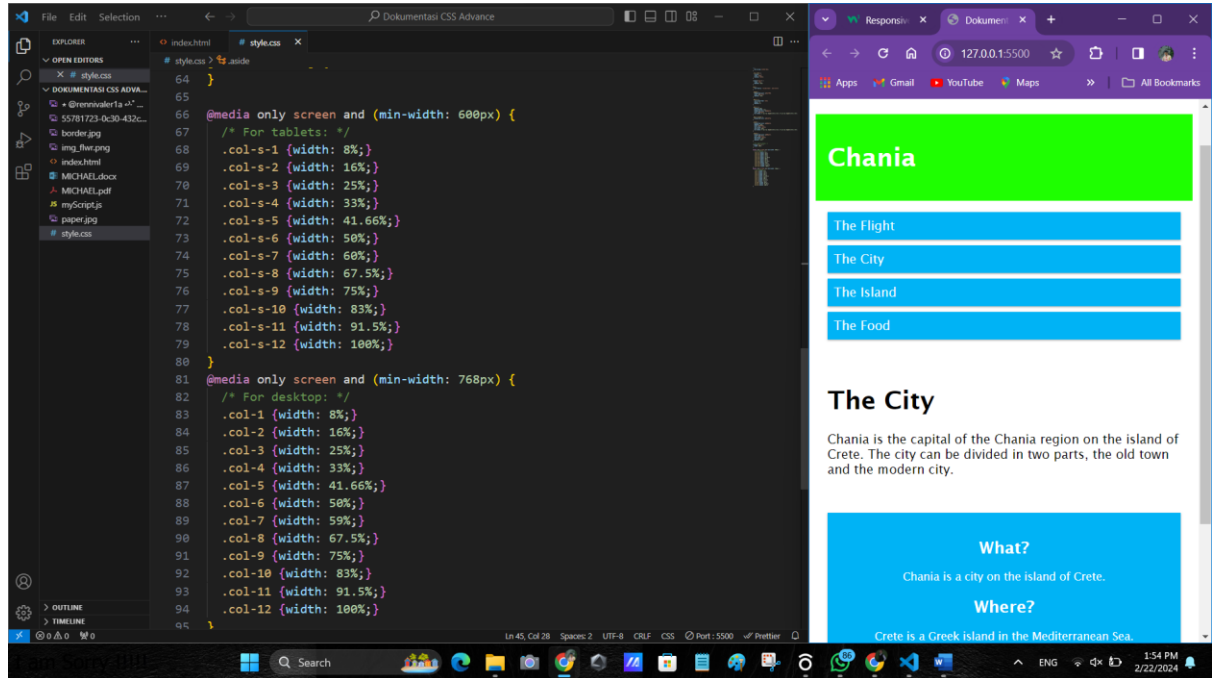 File Edit Selection ... Dokumentasi CSS Advance
EXPLORER ...
OPEN EDITORS
# style.css
DOKUMENTASI CSS ADVA...
@rennivaler1a
55781723-0c30-432c...
border.jpg
img_flwr.png
index.html
MICHAEL.docx
MICHAEL.pdf
JS myScript.js
paper.jpg
# style.css
OUTLINE
TIMELINE
index.html # style.css
# style.css > .aside
64 }
65
66 @media only screen and (min-width: 600px) {
67 /* For tablets: */
68 .col-s-1 {width: 8%;}
69 .col-s-2 {width: 16%;}
70 .col-s-3 {width: 25%;}
71 .col-s-4 {width: 33%;}
72 .col-s-5 {width: 41.66%;}
73 .col-s-6 {width: 50%;}
74 .col-s-7 {width: 60%;}
75 .col-s-8 {width: 67.5%;}
76 .col-s-9 {width: 75%;}
77 .col-s-10 {width: 83%;}
78 .col-s-11 {width: 91.5%;}
79 .col-s-12 {width: 100%;}
80 }
81 @media only screen and (min-width: 768px) {
82 /* For desktop: */
83 .col-1 {width: 8%;}
84 .col-2 {width: 16%;}
85 .col-3 {width: 25%;}
86 .col-4 {width: 33%;}
87 .col-5 {width: 41.66%;}
88 .col-6 {width: 50%;}
89 .col-7 {width: 59%;}
90 .col-8 {width: 67.5%;}
91 .col-9 {width: 75%;}
92 .col-10 {width: 83%;}
93 .col-11 {width: 91.5%;}
94 .col-12 {width: 100%;}
95 }
0 0 0 Ln 45, Col 28 Spaces: 2 UTF-8 CRLF CSS Port : 5500 Prettier
Responsiv Dokument
127.0.0.1:5500
Apps Gmail YouTube Maps » All Bookmarks
Chania
The Flight
The City
The Island
The Food
The City
Chania is the capital of the Chania region on the island of
Crete. The city can be divided in two parts, the old town
and the modern city.
What?
Chania is a city on the island of Crete.
Where?
Crete is a Greek island in the Mediterranean Sea.
Search 86 ENG 1:54 PM
2/22/2024